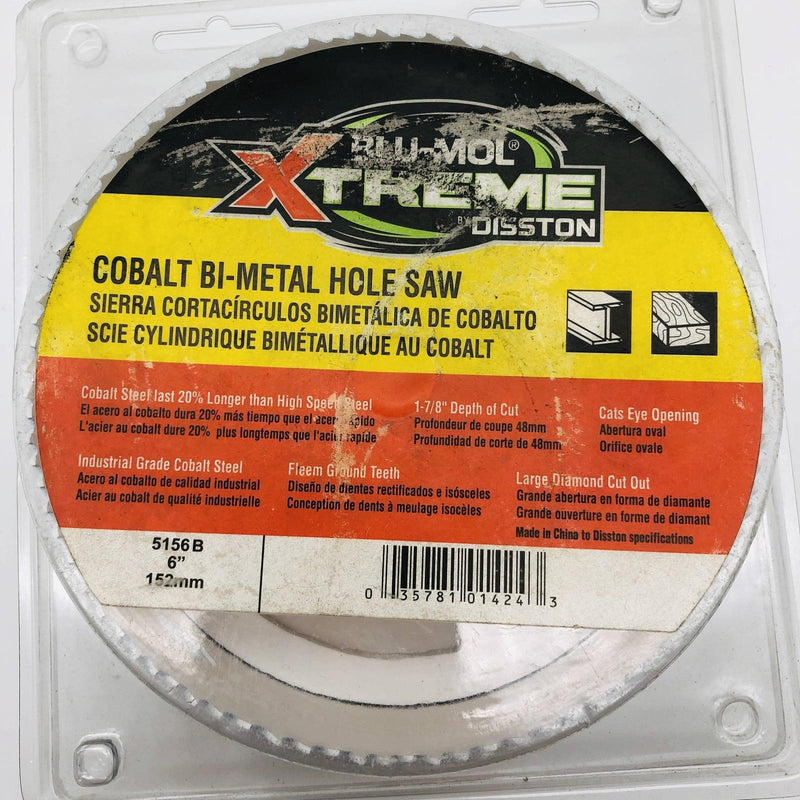 BLU-MOL®
XTREME
BY DISSTON
COBALT BI-METAL HOLE SAW
SIERRA CORTACÍRCULOS BIMETÁLICA DE COBALTO
SCIE CYLINDRIQUE BIMÉTALLIQUE AU COBALT
Cobalt Steel last 20% Longer than High Speed Steel
El acero al cobalto dura 20% más tiempo que el acero rápido
L'acier au cobalt dure 20% plus longtemps que l'acier rapide
1-7/8" Depth of Cut
Profondeur de coupe 48mm
Profundidad de corte de 48mm
Cats Eye Opening
Abertura oval
Orifice ovale
Industrial Grade Cobalt Steel
Acero al cobalto de calidad industrial
Acier au cobalt de qualité industrielle
Fleem Ground Teeth
Diseño de dientes rectificados e isósceles
Conception de dents à meulage isocèles
Large Diamond Cut Out
Grande abertura en forma de diamante
Grande ouverture en forme de diamant
Made in China to Disston specifications
5156B
6”
152mm
0 35781 01424 3